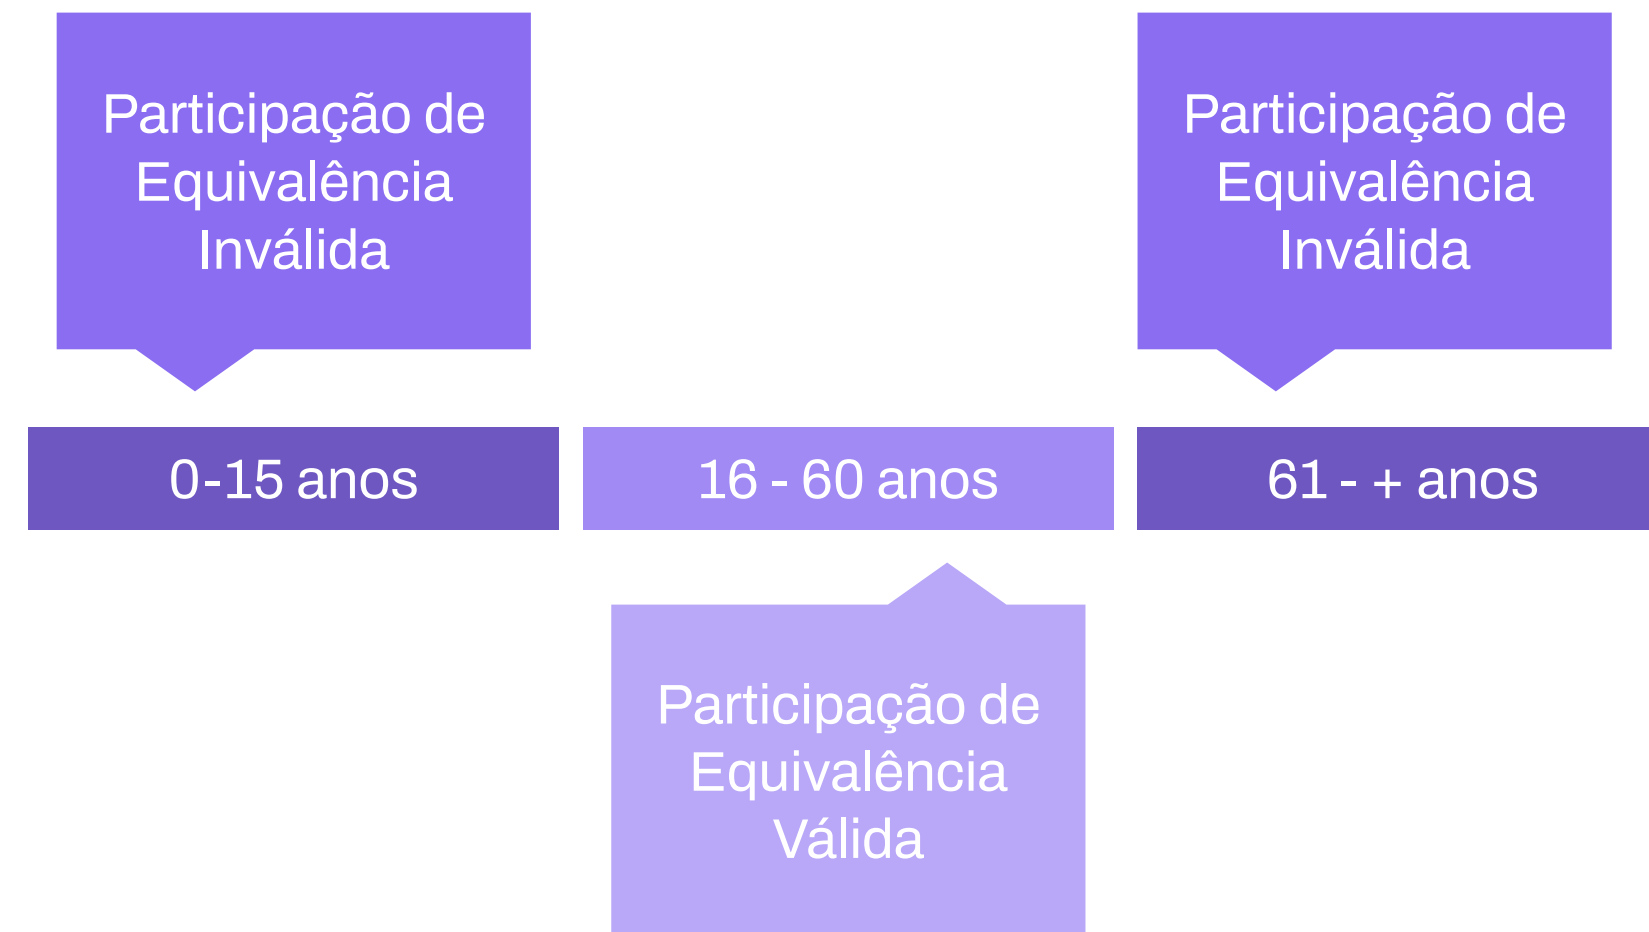 Participação de
Equivalência
Inválida
Participação de
Equivalência
Inválida
0-15 anos
16 - 60 anos
61 - + anos
Participação de
Equivalência
Válida